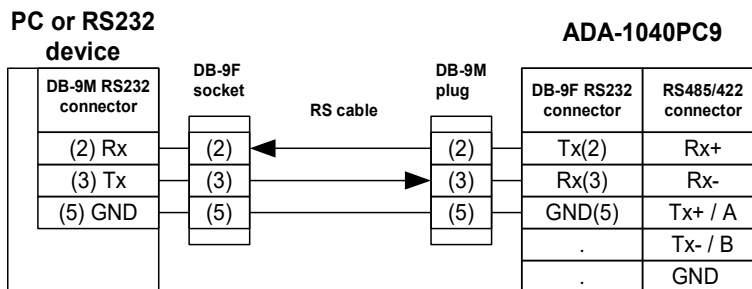 PC or RS232
device
ADA-1040PC9
DB-9M RS232
connector
DB-9F
socket
RS cable
DB-9M
plug
DB-9F RS232
connector
RS485/422
connector
(2) Rx (2) (2) Tx(2) Rx+
(3) Tx (3) (3) Rx(3) Rx-
(5) GND (5) (5) GND(5) Tx+ / A
. Tx- / B
. GND